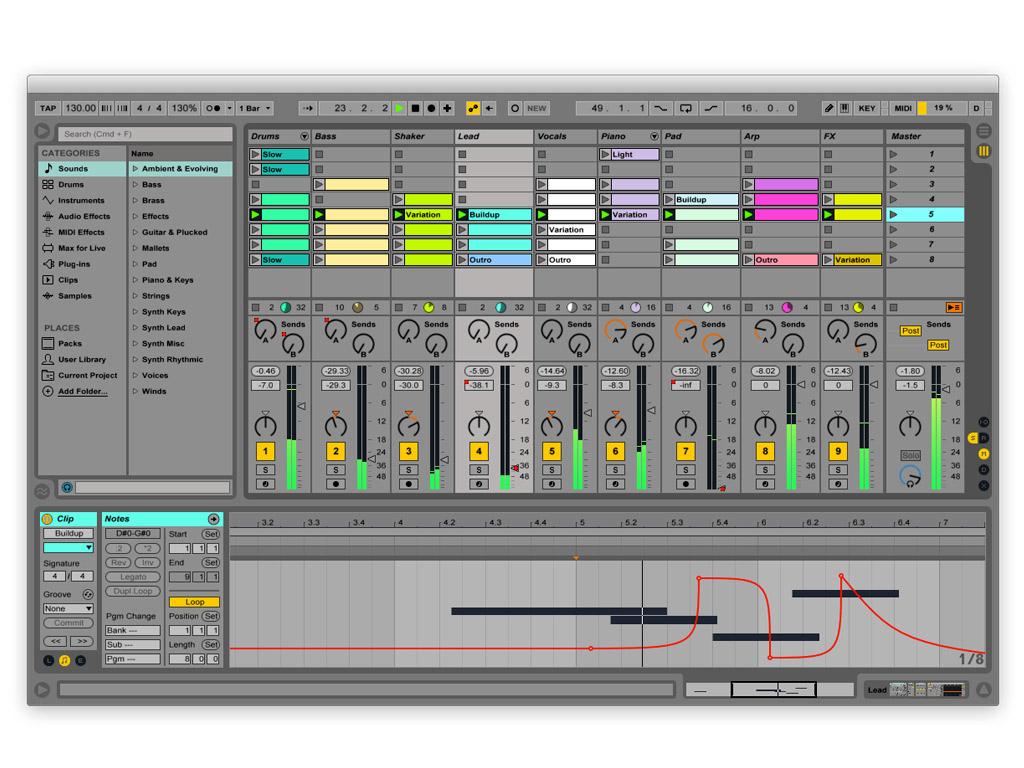 TAP 130.00 4 / 4 130% 1 Bar 23. 2. 2 NEW 49. 1. 1 16. 0. 0 KEY MIDI 19 % D
Search (Cmd + F)
CATEGORIES
Sounds
Drums
Instruments
Audio Effects
MIDI Effects
Max for Live
Plug-ins
Clips
Samples
PLACES
Packs
User Library
Current Project
Add Folder...
Name
Ambient & Evolving
Bass
Brass
Effects
Guitar & Plucked
Mallets
Pad
Piano & Keys
Strings
Synth Keys
Synth Lead
Synth Misc
Synth Rhythmic
Voices
Winds
Drums Bass Shaker Lead Vocals Piano Pad Arp FX Master
Slow Light 1
Slow 2
3
Buildup 4
Variation Buildup Variation 5
Variation 6
7
Slow Outro Outro Outro Variation 8
2 32 10 5 7 8 2 32 2 32 4 16 4 16 13 4 13 4
Sends Sends Sends Sends Sends Sends Sends Sends Sends Sends
A A A A A A A A A Post
B B B B B B B B B Post
-0.46 -29.33 -30.28 -5.96 -14.64 -12.60 -16.32 -8.02 -12.43 -1.80
-7.0 -29.3 -30.0 -38.1 -9.3 -8.3 -inf 0 0 -1.5
6 0 6 12 18 24 36 48
1 2 3 4 5 6 7 8 9
S S S S S S S S S Solo
Clip
Buildup
Signature
4 / 4
Groove
None
Commit
<< >>
L E
Notes
D#0-G#0
:2 *2
Rev Inv
Legato
Dupl Loop
Pgm Change
Bank ---
Sub ---
Pgm ---
Start Set
1 1 1
End Set
9 1 1
Loop
Position Set
1 1 1
Length Set
8 0 0
3.2 3.3 3.4 4 4.2 4.3 4.4 5 5.2 5.3 5.4 6 6.2 6.3 6.4 7
1/8
Lead